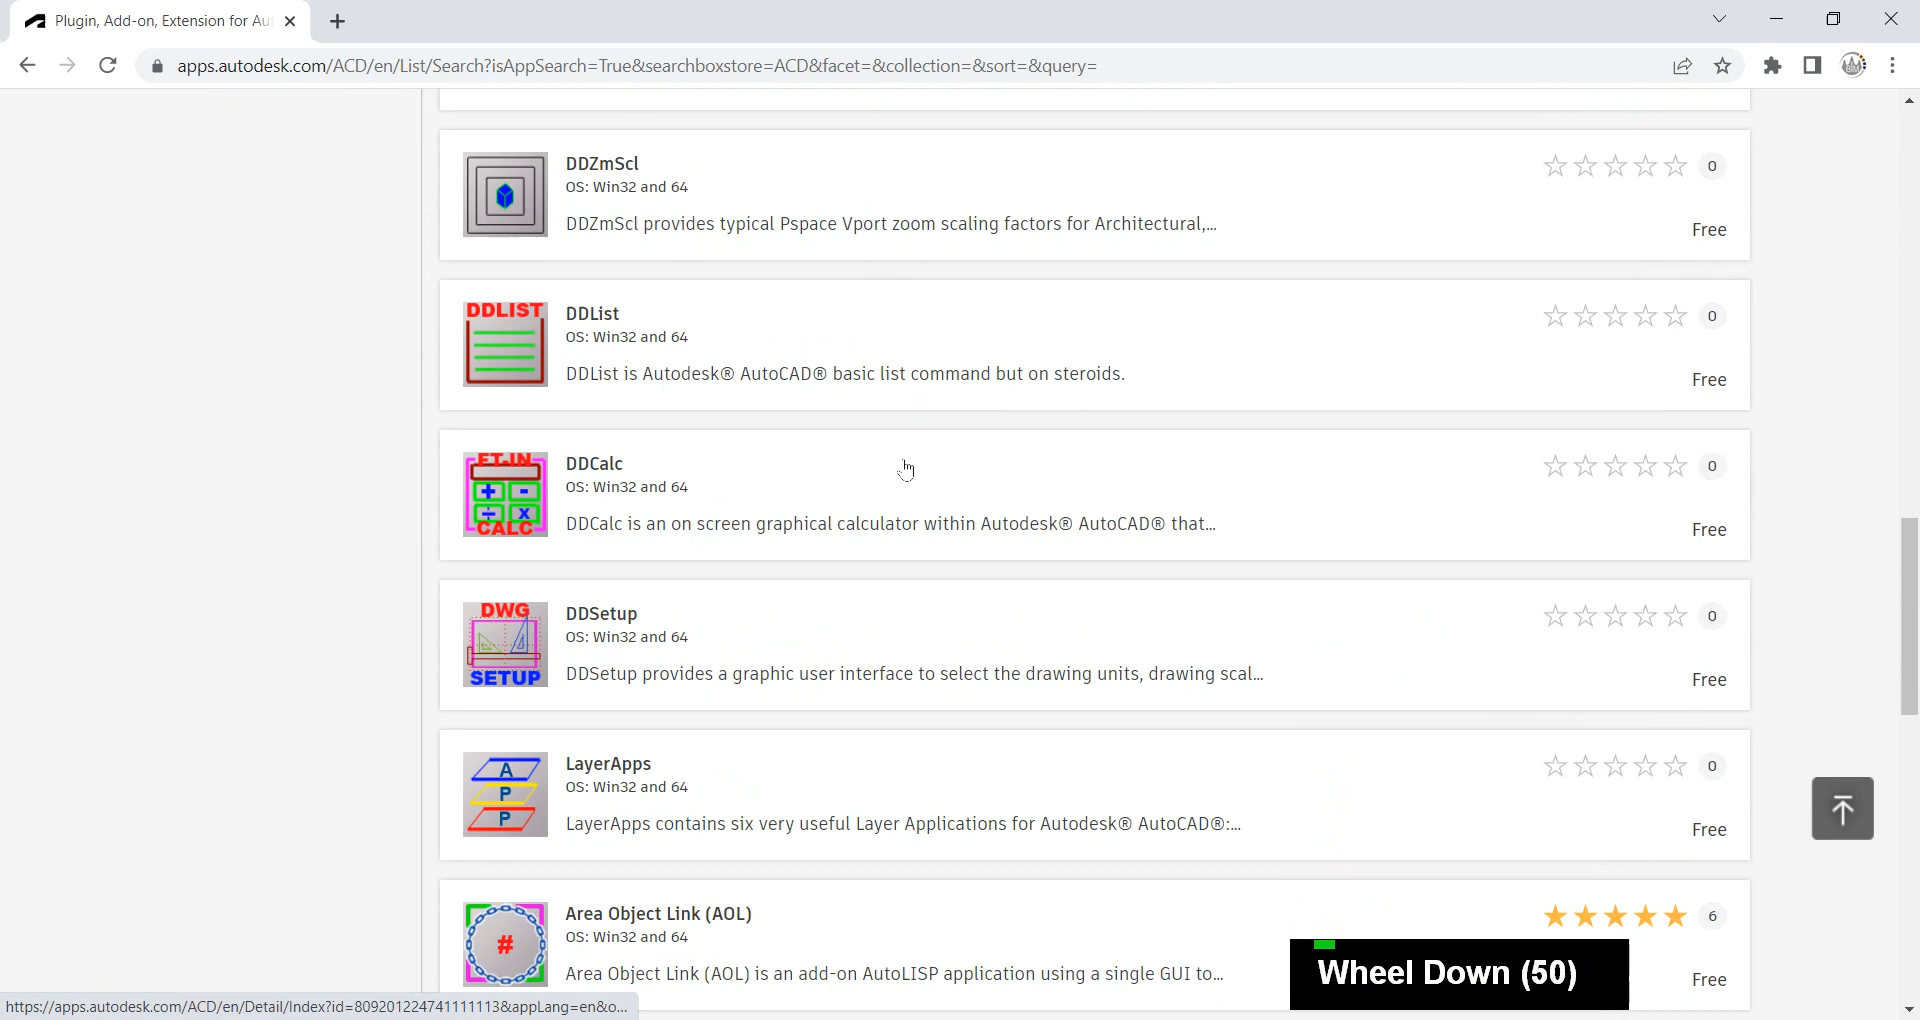 Plugin, Add-on, Extension for Au
apps.autodesk.com/ACD/en/List/Search?isAppSearch=True&searchboxstore=ACD&facet=&collection=&sort=&query=
DDZmScl
0
OS: Win32 and 64
DDZmScl provides typical Pspace Vport zoom scaling factors for Architectural,...
Free
DDLIST
DDList
0
OS: Win32 and 64
DDList is Autodesk® AutoCAD® basic list command but on steroids.
Free
FT.IN
+ -
÷ x
CALC
DDCalc
0
OS: Win32 and 64
DDCalc is an on screen graphical calculator within Autodesk® AutoCAD® that...
Free
DWG
SETUP
DDSetup
0
OS: Win32 and 64
DDSetup provides a graphic user interface to select the drawing units, drawing scal...
Free
A
P
P
LayerApps
0
OS: Win32 and 64
LayerApps contains six very useful Layer Applications for Autodesk® AutoCAD®:...
Free
#
Area Object Link (AOL)
6
OS: Win32 and 64
Area Object Link (AOL) is an add-on AutoLISP application using a single GUI to...
Free
Wheel Down (50)
https://apps.autodesk.com/ACD/en/Detail/Index?id=8092012247411111113&appLang=en&o...